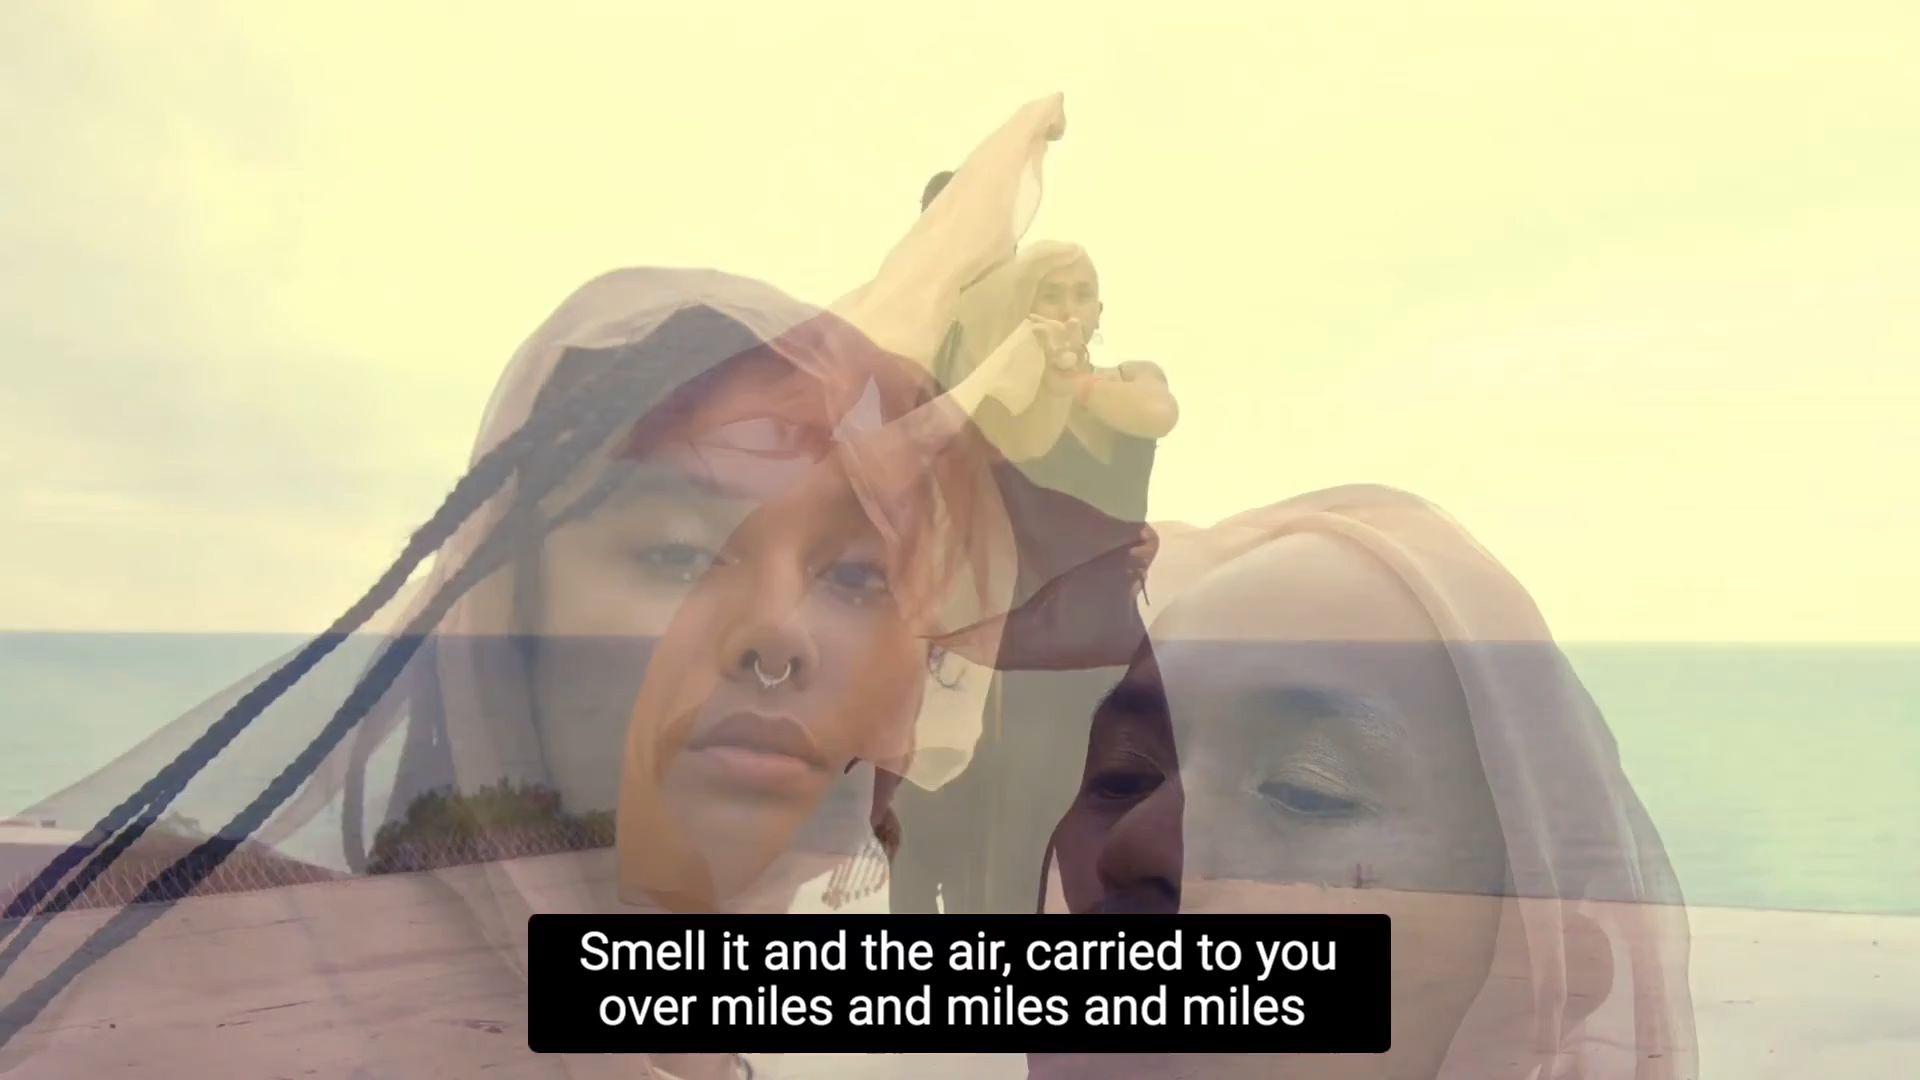 Smell it and the air, carried to you
over miles and miles and miles